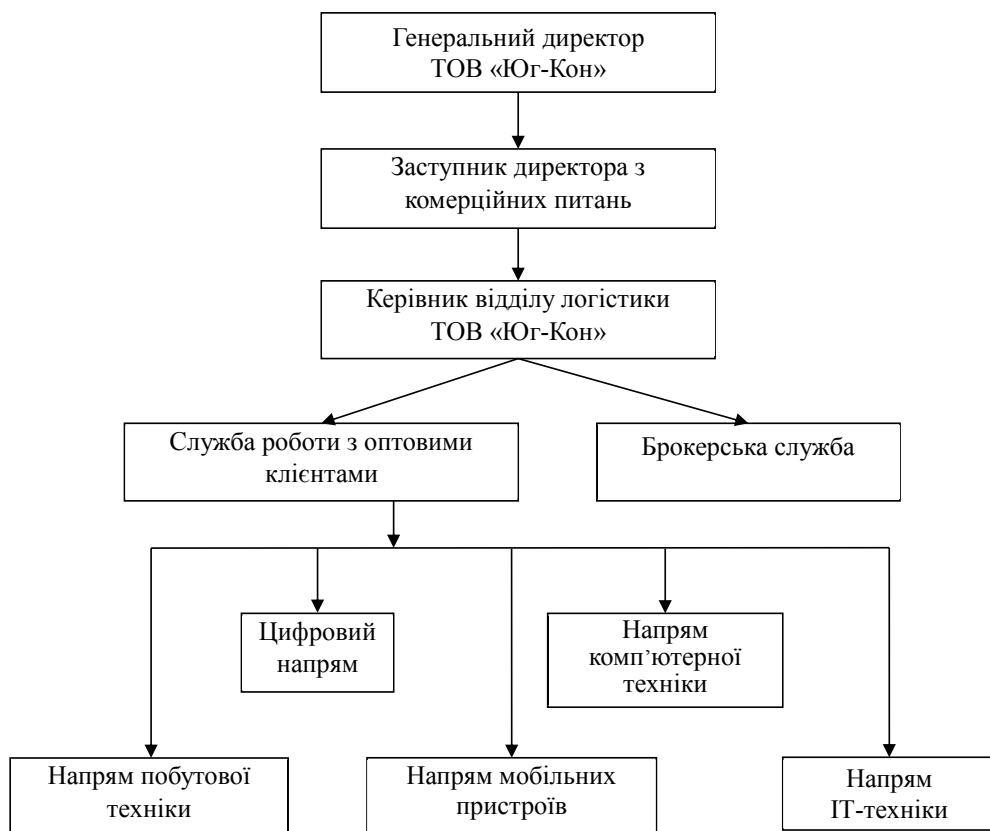 Генеральний директор
ТОВ «Юг-Кон»
Заступник директора з
комерційних питань
Керівник відділу логістики
ТОВ «Юг-Кон»
Служба роботи з оптовими
клієнтами
Брокерська служба
Цифровий
напрям
Напрям
комп’ютерної
техніки
Напрям побутової
техніки
Напрям мобільних
пристроїв
Напрям
ІТ-техніки